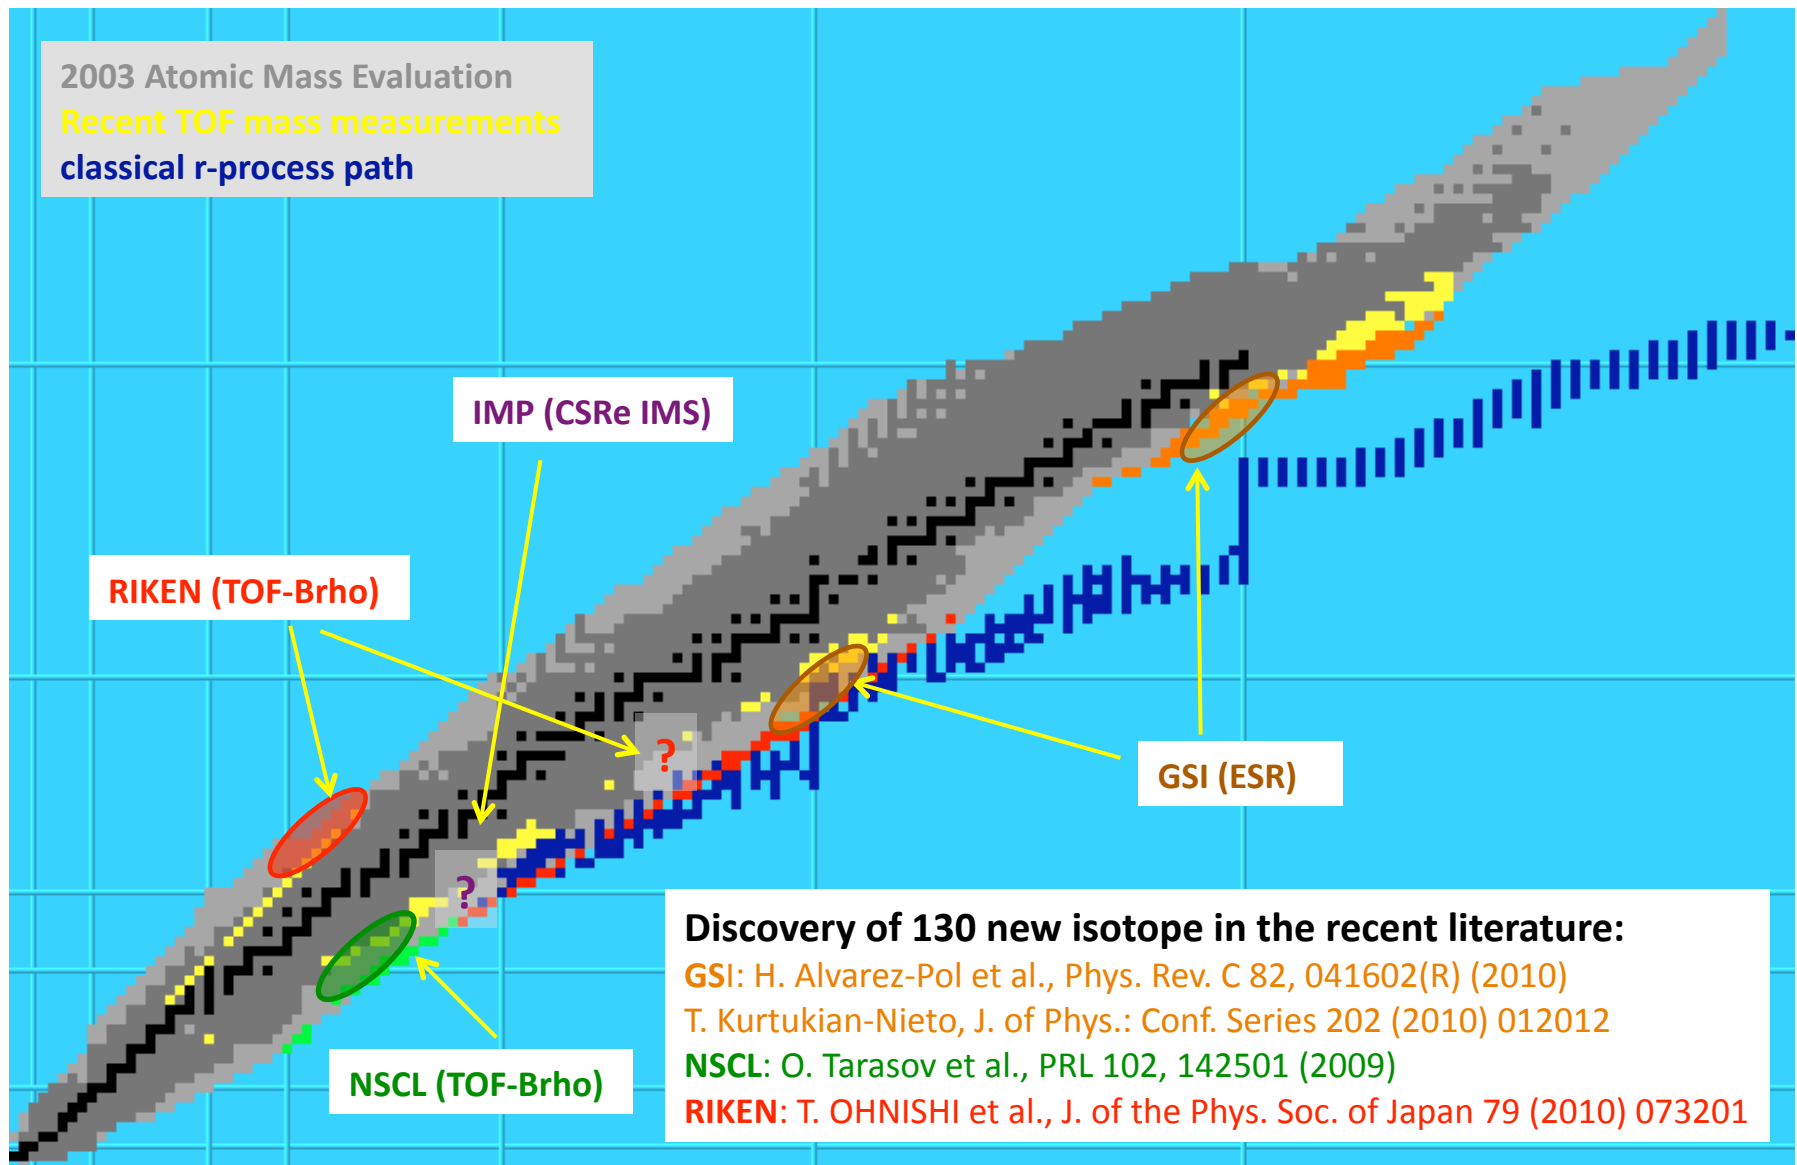 2003 Atomic Mass Evaluation
Recent TOF mass measurements
classical r-process path
IMP (CSRe IMS)
RIKEN (TOF-Brho)
?
GSI (ESR)
?
NSCL (TOF-Brho)
Discovery of 130 new isotope in the recent literature:
GSI: H. Alvarez-Pol et al., Phys. Rev. C 82, 041602(R) (2010)
T. Kurtukian-Nieto, J. of Phys.: Conf. Series 202 (2010) 012012
NSCL: O. Tarasov et al., PRL 102, 142501 (2009)
RIKEN: T. OHNISHI et al., J. of the Phys. Soc. of Japan 79 (2010) 073201